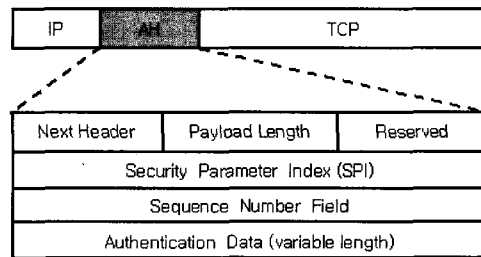 IP AH TCP
Next Header Payload Length Reserved
Security Parameter Index (SPI)
Sequence Number Field
Authentication Data (variable length)